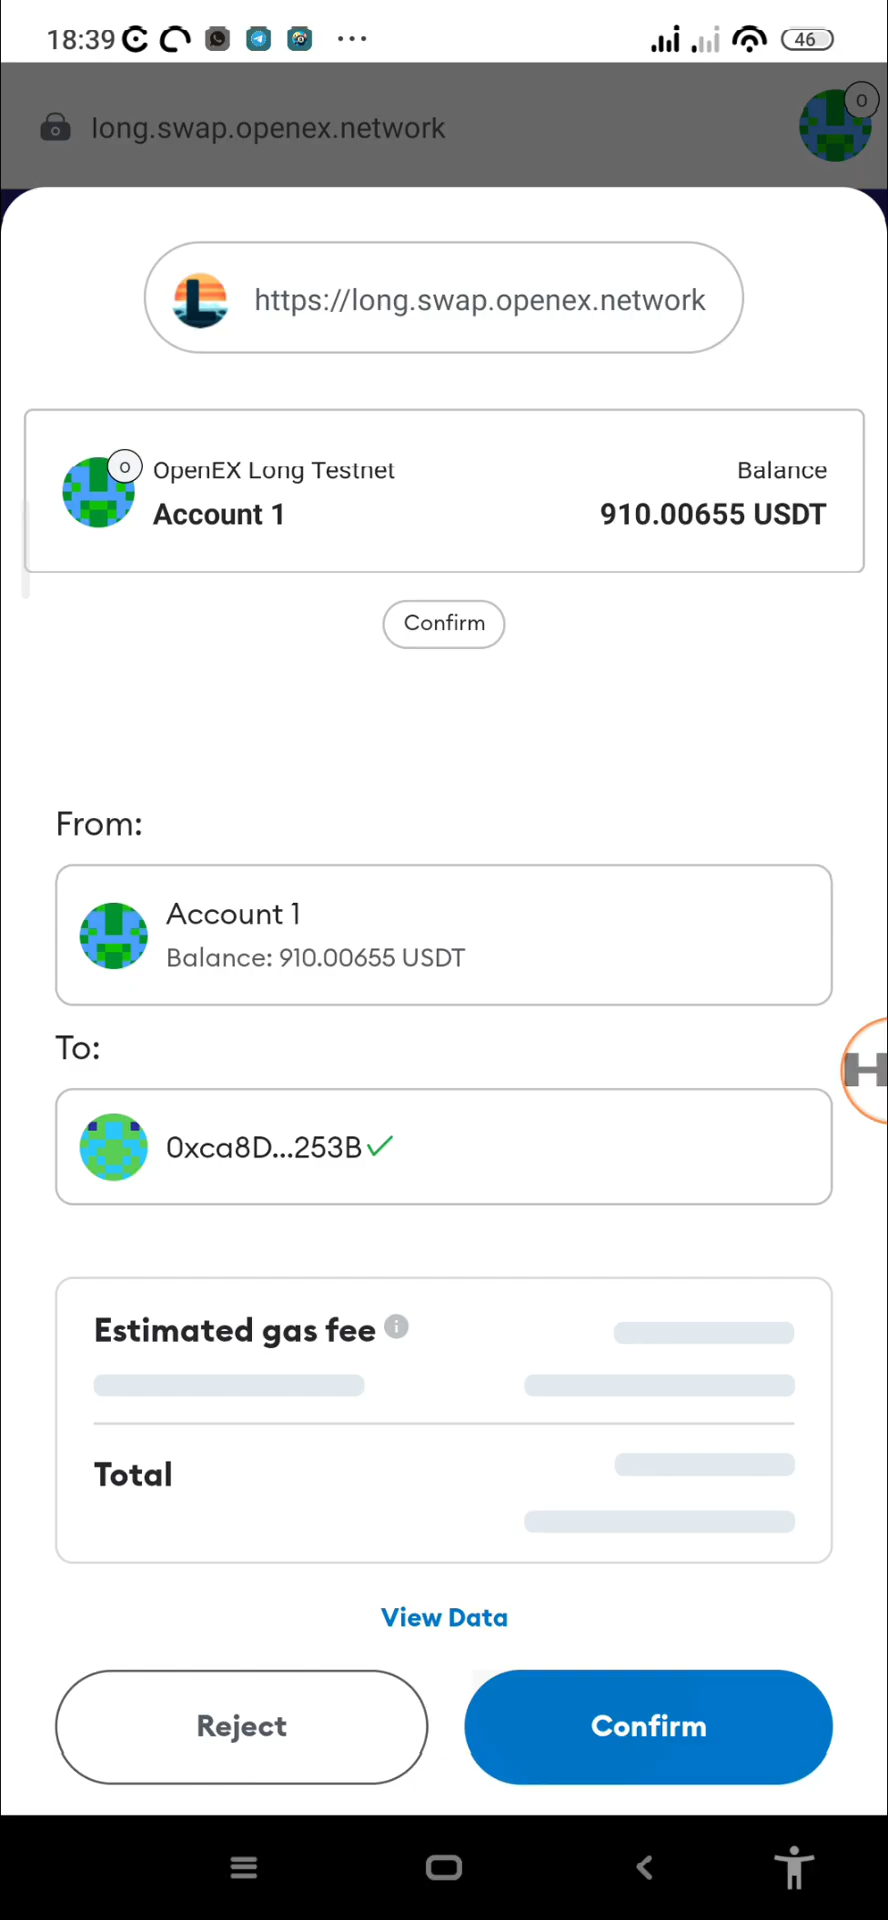 18:39
46
long.swap.openex.network
0
https://long.swap.openex.network
0
OpenEX Long Testnet
Balance
Account 1
910.00655 USDT
Confirm
From:
Account 1
Balance: 910.00655 USDT
To:
0xca8D...253B
Estimated gas fee
Total
View Data
Reject
Confirm